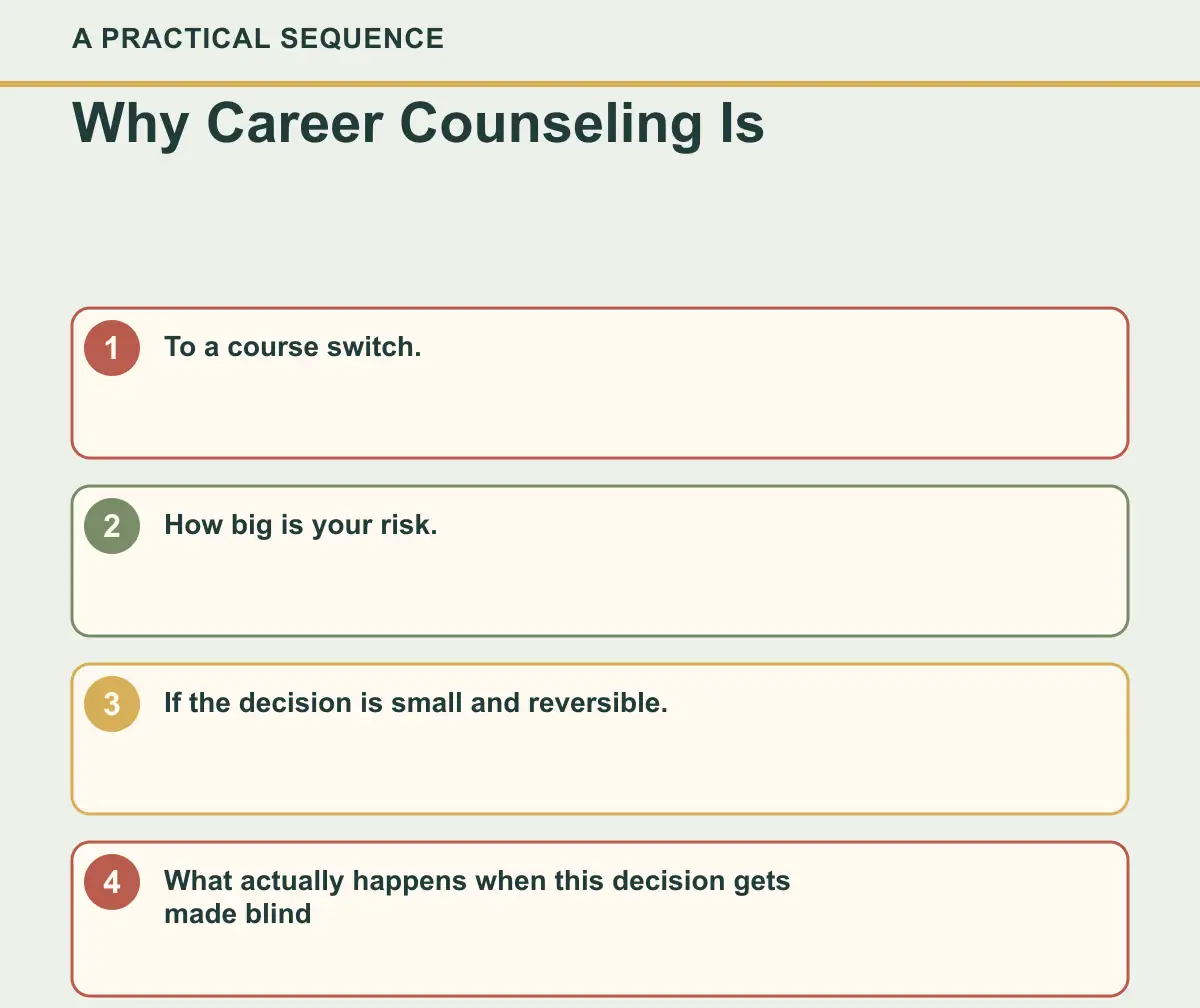 A PRACTICAL SEQUENCE
Why Career Counseling Is
1
To a course switch.
2
How big is your risk.
3
If the decision is small and reversible.
4
What actually happens when this decision gets
made blind